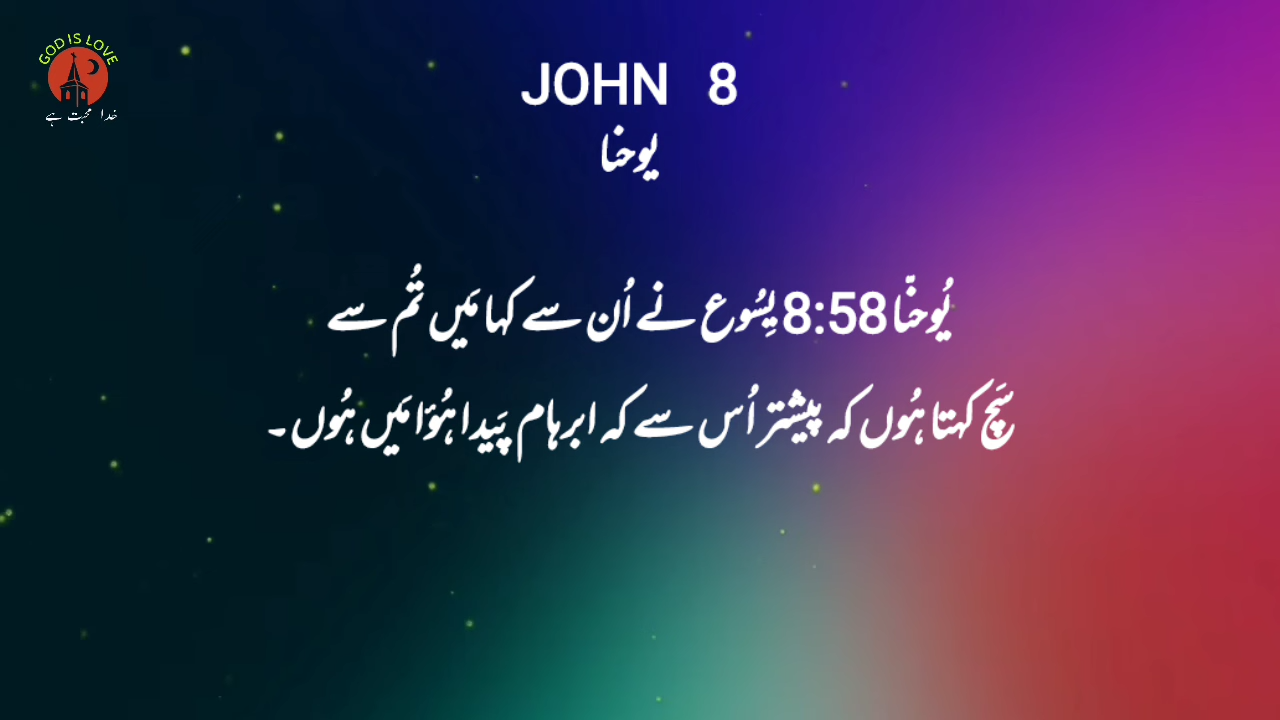 GOD IS LOVE
خدا محبت ہے
JOHN 8
یوحنا
یُوحنّا 8:58 یِسُوع نے اُن سے کہا مَیں تُم سے
سَچ کہتا ہُوں کہ پیشتر اُس سے کہ ابرہام پَیدا ہُؤا مَیں ہُوں۔